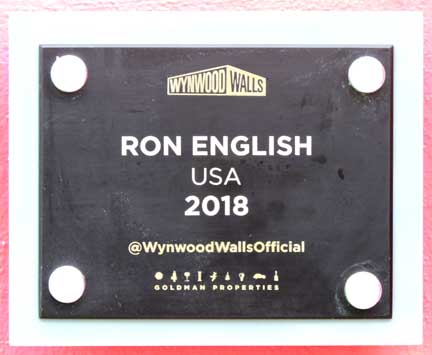 WYNWOOD WALLS
RON ENGLISH
USA
2018
@WynwoodWallsOfficial
GOLDMAN PROPERTIES